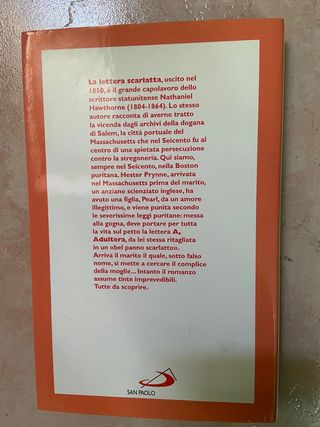 La lettera scarlatta, uscito nel
1850, è il grande capolavoro dello
scrittore statunitense Nathaniel
Hawthorne (1804-1864). Lo stesso
autore racconta di averne tratto
la vicenda dagli archivi della dogana
di Salem, la città portuale del
Massachusetts che nel Seicento fu al
centro di una spietata persecuzione
contro la stregoneria. Qui siamo,
sempre nel Seicento, nella Boston
puritana. Hester Prynne, arrivata
nel Massachusetts prima del marito,
un anziano scienziato inglese, ha
avuto una figlia, Pearl, da un amore
illegittimo, e viene punita secondo
le severissime leggi puritane: messa
alla gogna, deve portare per tutta
la vita sul petto la lettera A,
Adultera, da lei stessa ritagliata
in un «bel panno scarlatto».
Arriva il marito il quale, sotto falso
nome, si mette a cercare il complice
della moglie... Intanto il romanzo
assume tinte imprevedibili.
Tutte da scoprire.
SAN PAOLO